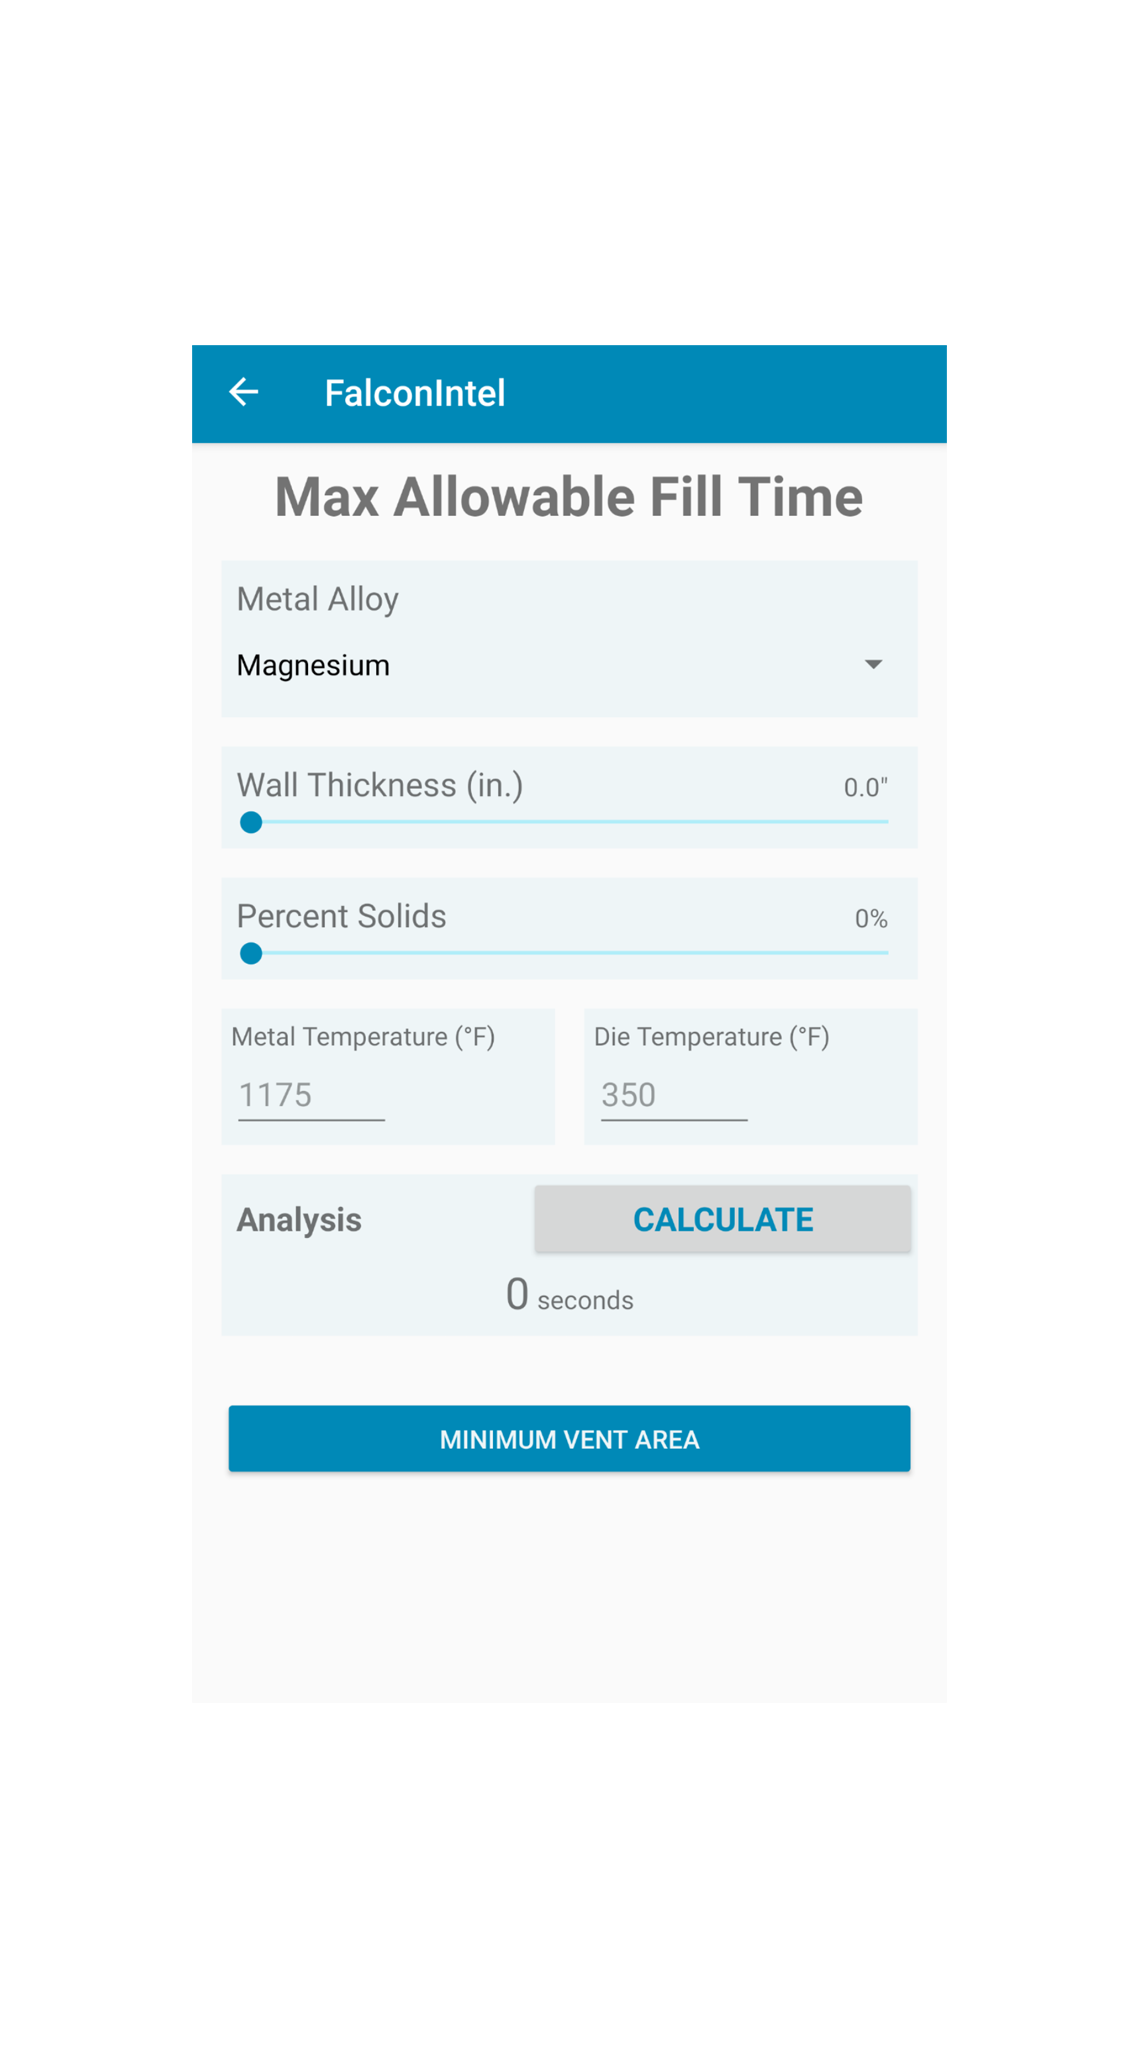 FalconIntel
Max Allowable Fill Time
Metal Alloy
Magnesium
Wall Thickness (in.) 0.0"
Percent Solids 0%
Metal Temperature (°F) Die Temperature (°F)
1175 350
Analysis CALCULATE
0 seconds
MINIMUM VENT AREA